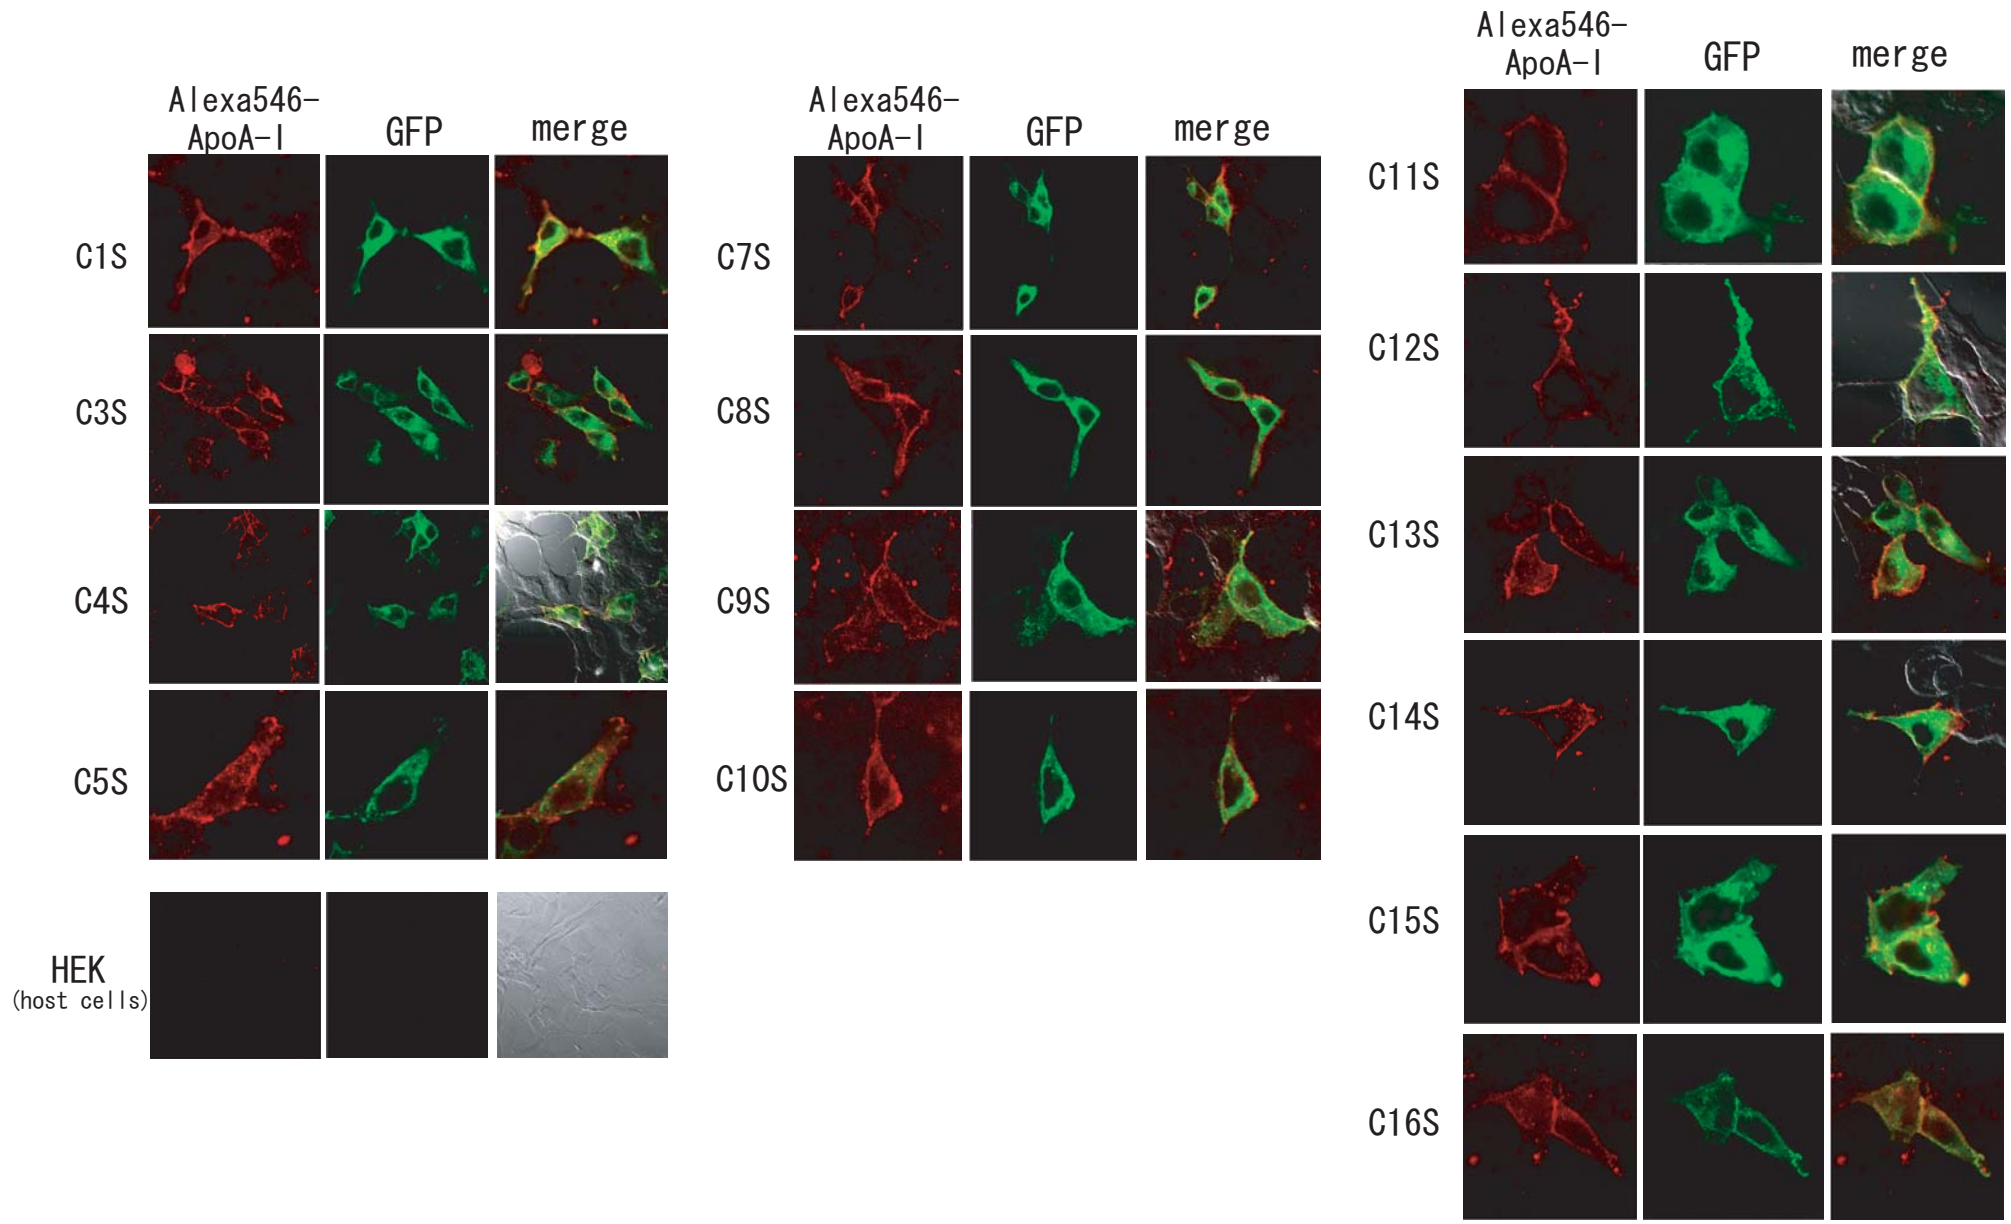 Alexa546-
ApoA-I
GFP
merge
C1S
C3S
C4S
C5S
HEK
(host cells)
Alexa546-
ApoA-I
GFP
merge
C7S
C8S
C9S
C10S
Alexa546-
ApoA-I
GFP
merge
C11S
C12S
C13S
C14S
C15S
C16S